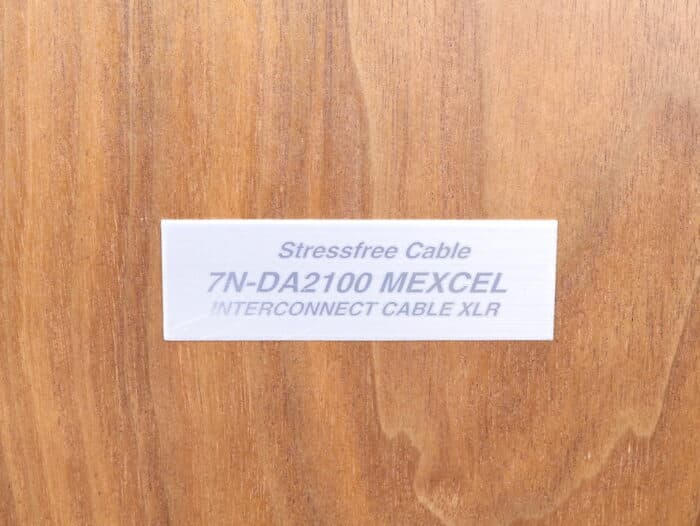 Stressfree Cable
7N-DA2100 MEXCEL
INTERCONNECT CABLE XLR